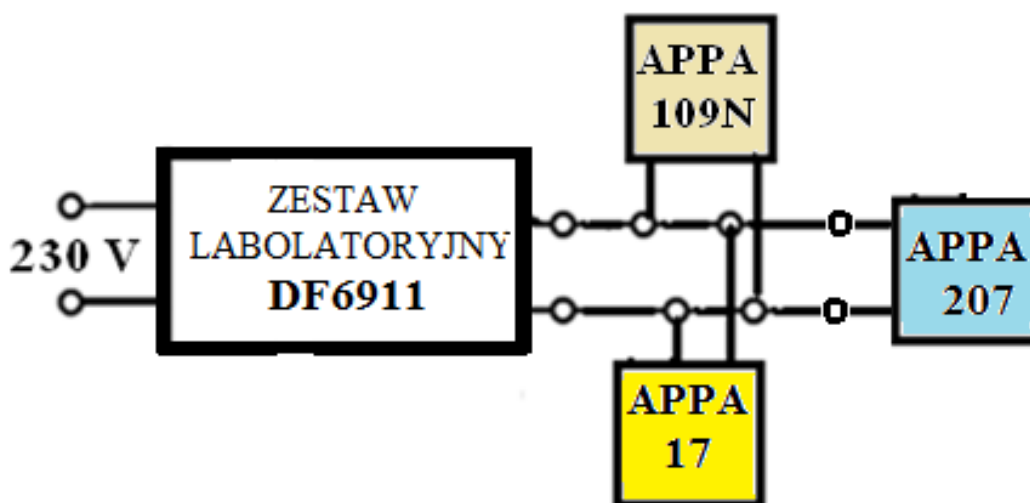 APPA
109N
ZESTAW
LABOLATORYJNY
DF6911
230 V
APPA
207
APPA
17